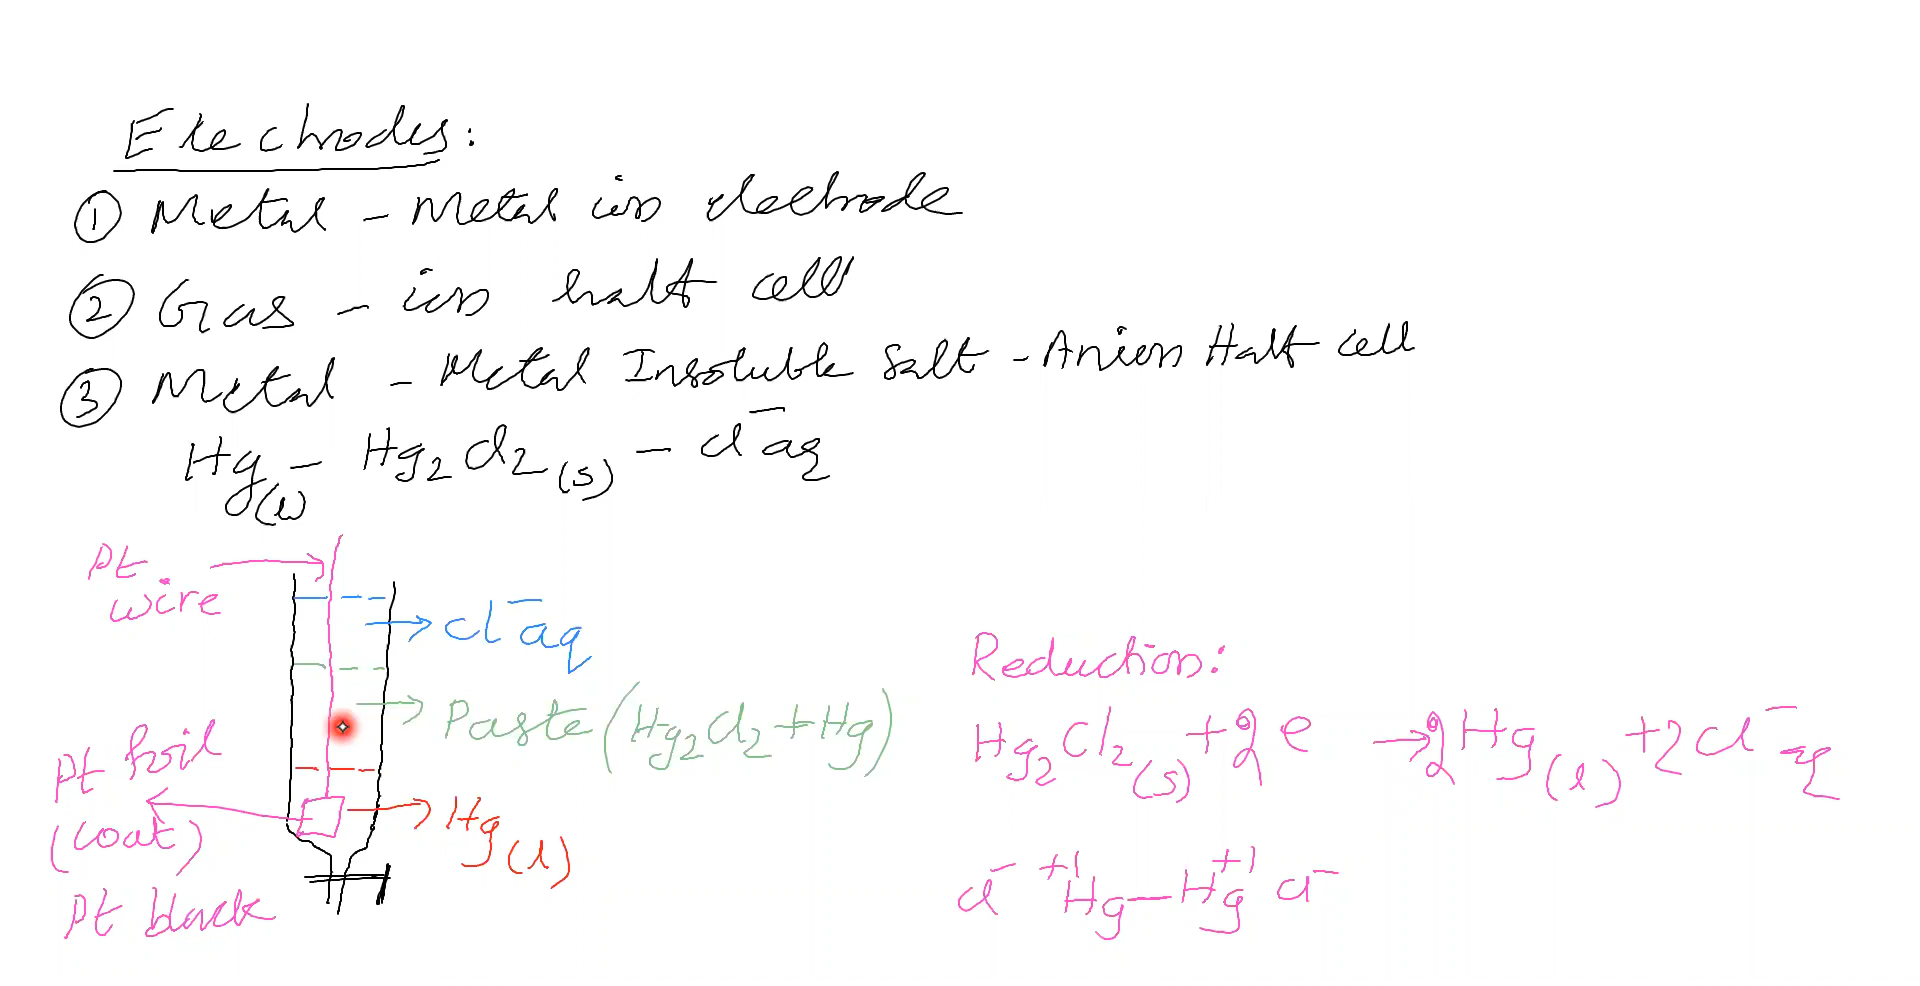 Electrodes:
① Metal - Metal ion electrode
② Gas - ion half cell
③ Metal - Metal Insoluble Salt - Anion Half cell
Hg(l) - Hg2Cl2(s) - Cl⁻aq
Pt wire
Cl⁻aq
Paste (Hg2Cl2 + Hg)
Pt foil
(coat)
Pt black
Hg(l)
Reduction:
Hg2Cl2(s) + 2e → 2Hg(l) + 2Cl⁻aq
Cl⁻ +1Hg - Hg+1 Cl⁻